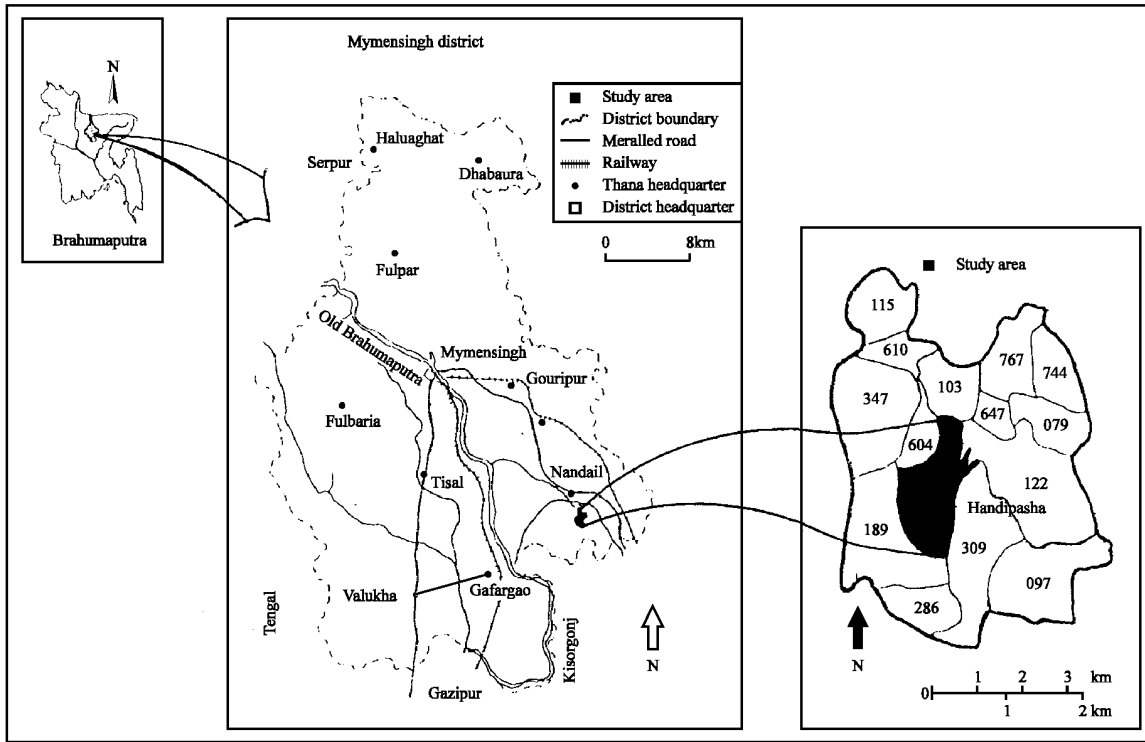 N
Brahumaputra
Mymensingh district
Study area
District boundary
Meralled road
Railway
Thana headquarter
District headquarter
0 8km
Haluaghat
Serpur
Dhabaura
Fulpar
Old Brahumaputra
Mymensingh
Gouripur
Fulbaria
Nandail
Tisal
Valukha
Gafargao
Tengal
Kisorgonj
N
Gazipur
Study area
115
610
767
744
103
347
647
079
604
122
Handipasha
189
309
097
286
N
0 1 2 3 km
1 2 km